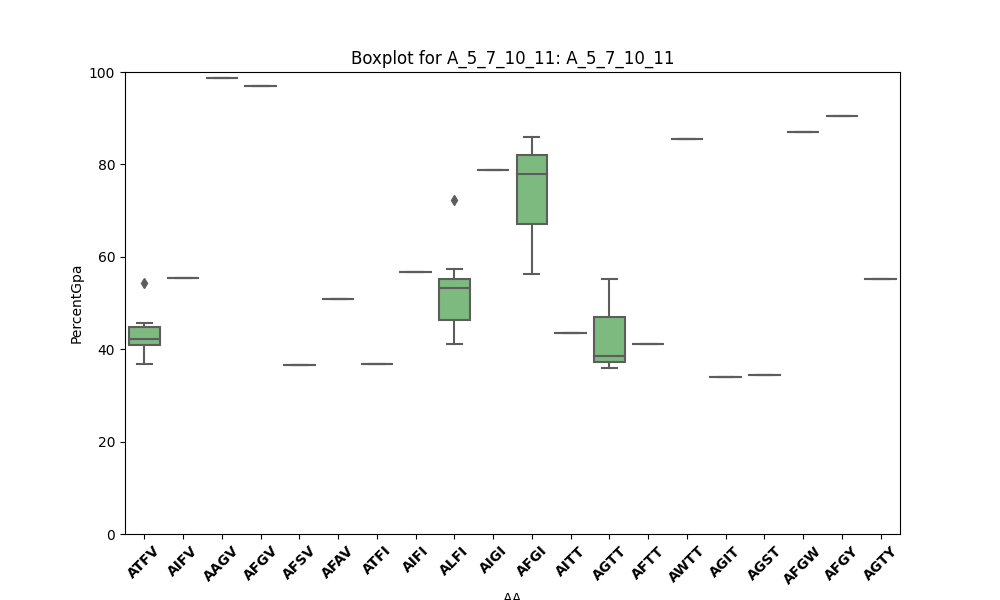 Boxplot for A_5_7_10_11: A_5_7_10_11
PercentGpa
100
80
60
40
20
0
ATFV AIFV AAGV AFGV AFSV AFAV ATFI AIFI ALFI AIGI AFGI AITT AGTT AFTT AWTT AGIT AGST AFGW AFGY AGTY
AA